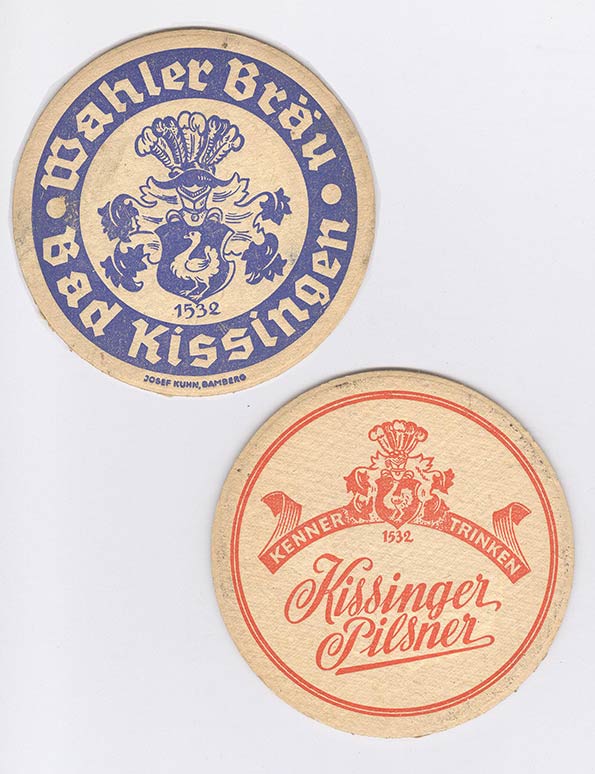 Wahler Bräu
1532
• Bad Kissingen •
JOSEF KUHN, BAMBERG
KENNER TRINKEN
1532
Kissinger
Pilsner